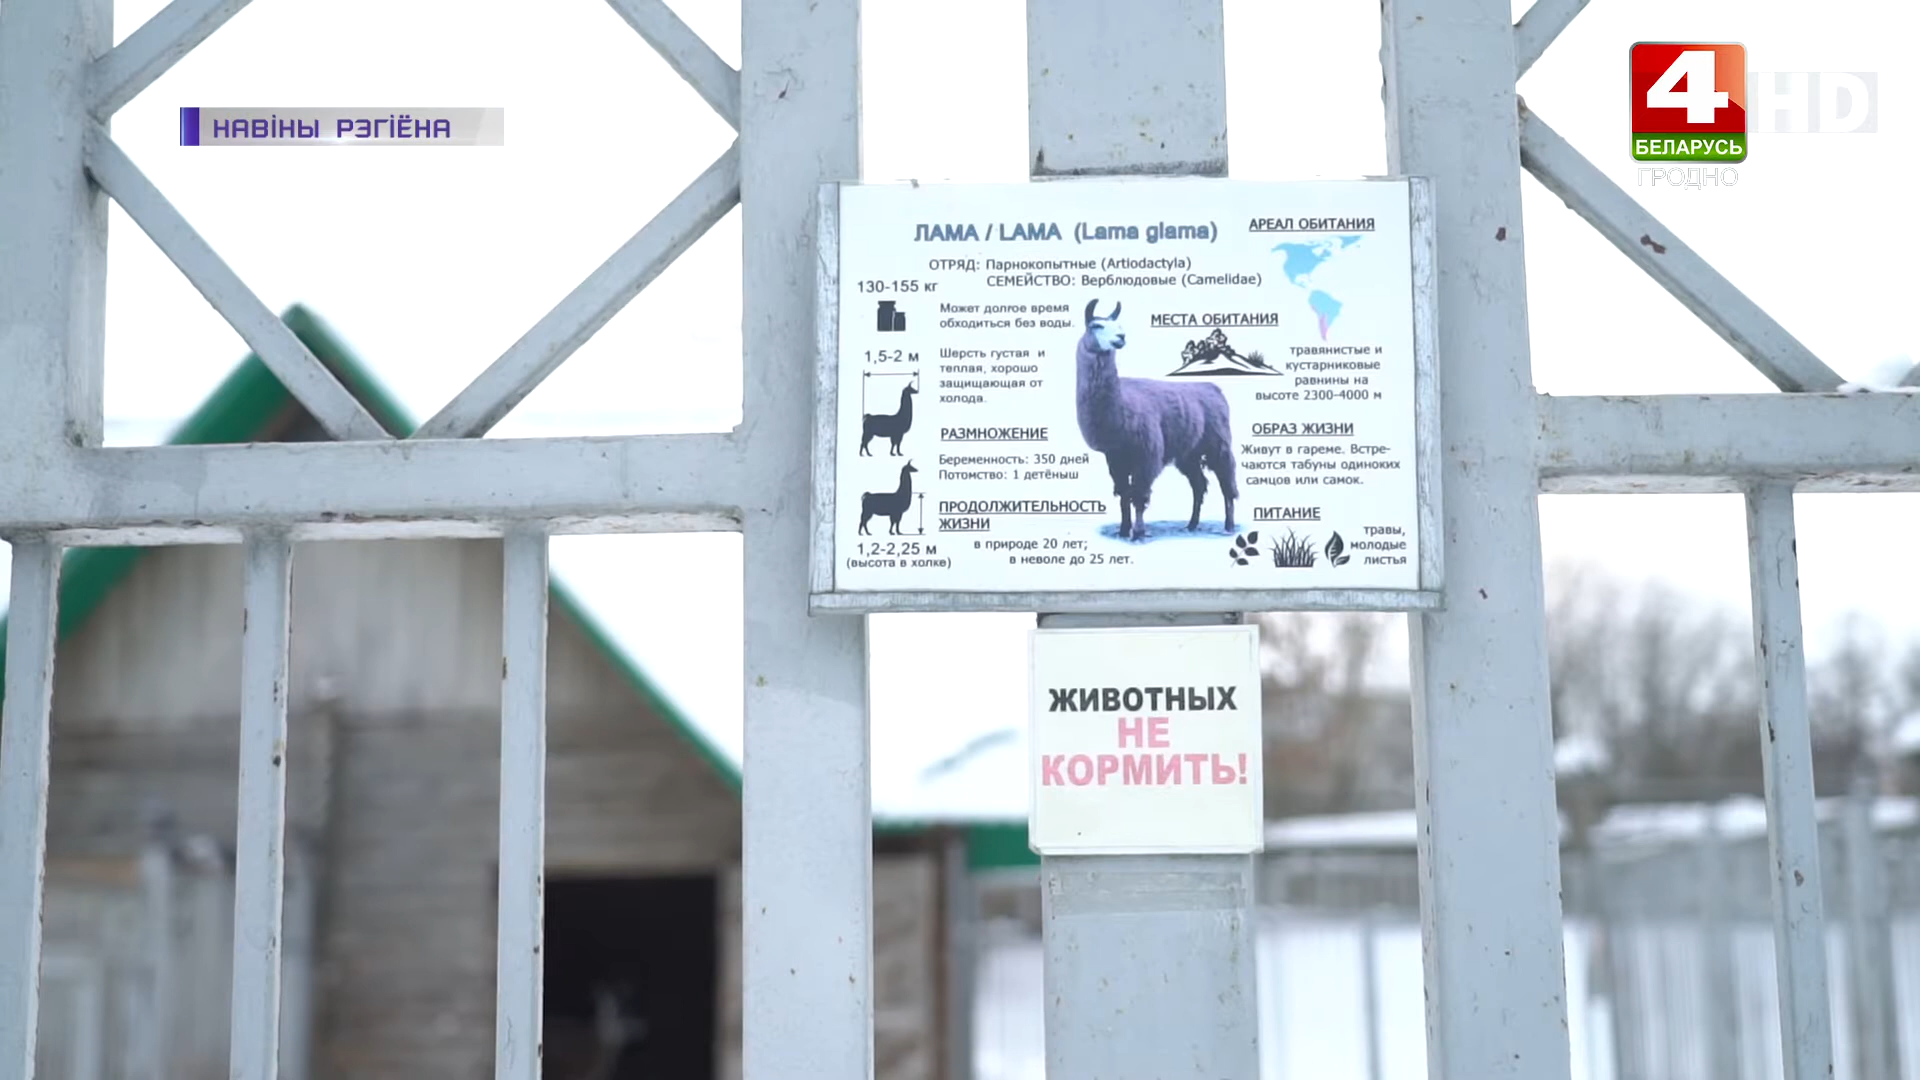 НАВІНЫ РЭГІЁНА
4 HD
БЕЛАРУСЬ
ГРОДНО
ЛАМА / LAMA (Lama glama)
ОТРЯД: Парнокопытные (Artiodactyla)
СЕМЕЙСТВО: Верблюдовые (Camelidae)
130-155 кг
Может долгое время
обходиться без воды.
1,5-2 м
Шерсть густая и
теплая, хорошо
защищающая от
холода.
РАЗМНОЖЕНИЕ
Беременность: 350 дней
Потомство: 1 детёныш
ПРОДОЛЖИТЕЛЬНОСТЬ
ЖИЗНИ
в природе 20 лет;
в неволе до 25 лет.
1,2-2,25 м
(высота в холке)
АРЕАЛ ОБИТАНИЯ
МЕСТА ОБИТАНИЯ
травянистые и
кустарниковые
равнины на
высоте 2300-4000 м
ОБРАЗ ЖИЗНИ
Живут в гареме. Встре-
чаются табуны одиноких
самцов или самок.
ПИТАНИЕ
травы,
молодые
листья
ЖИВОТНЫХ
НЕ
КОРМИТЬ!